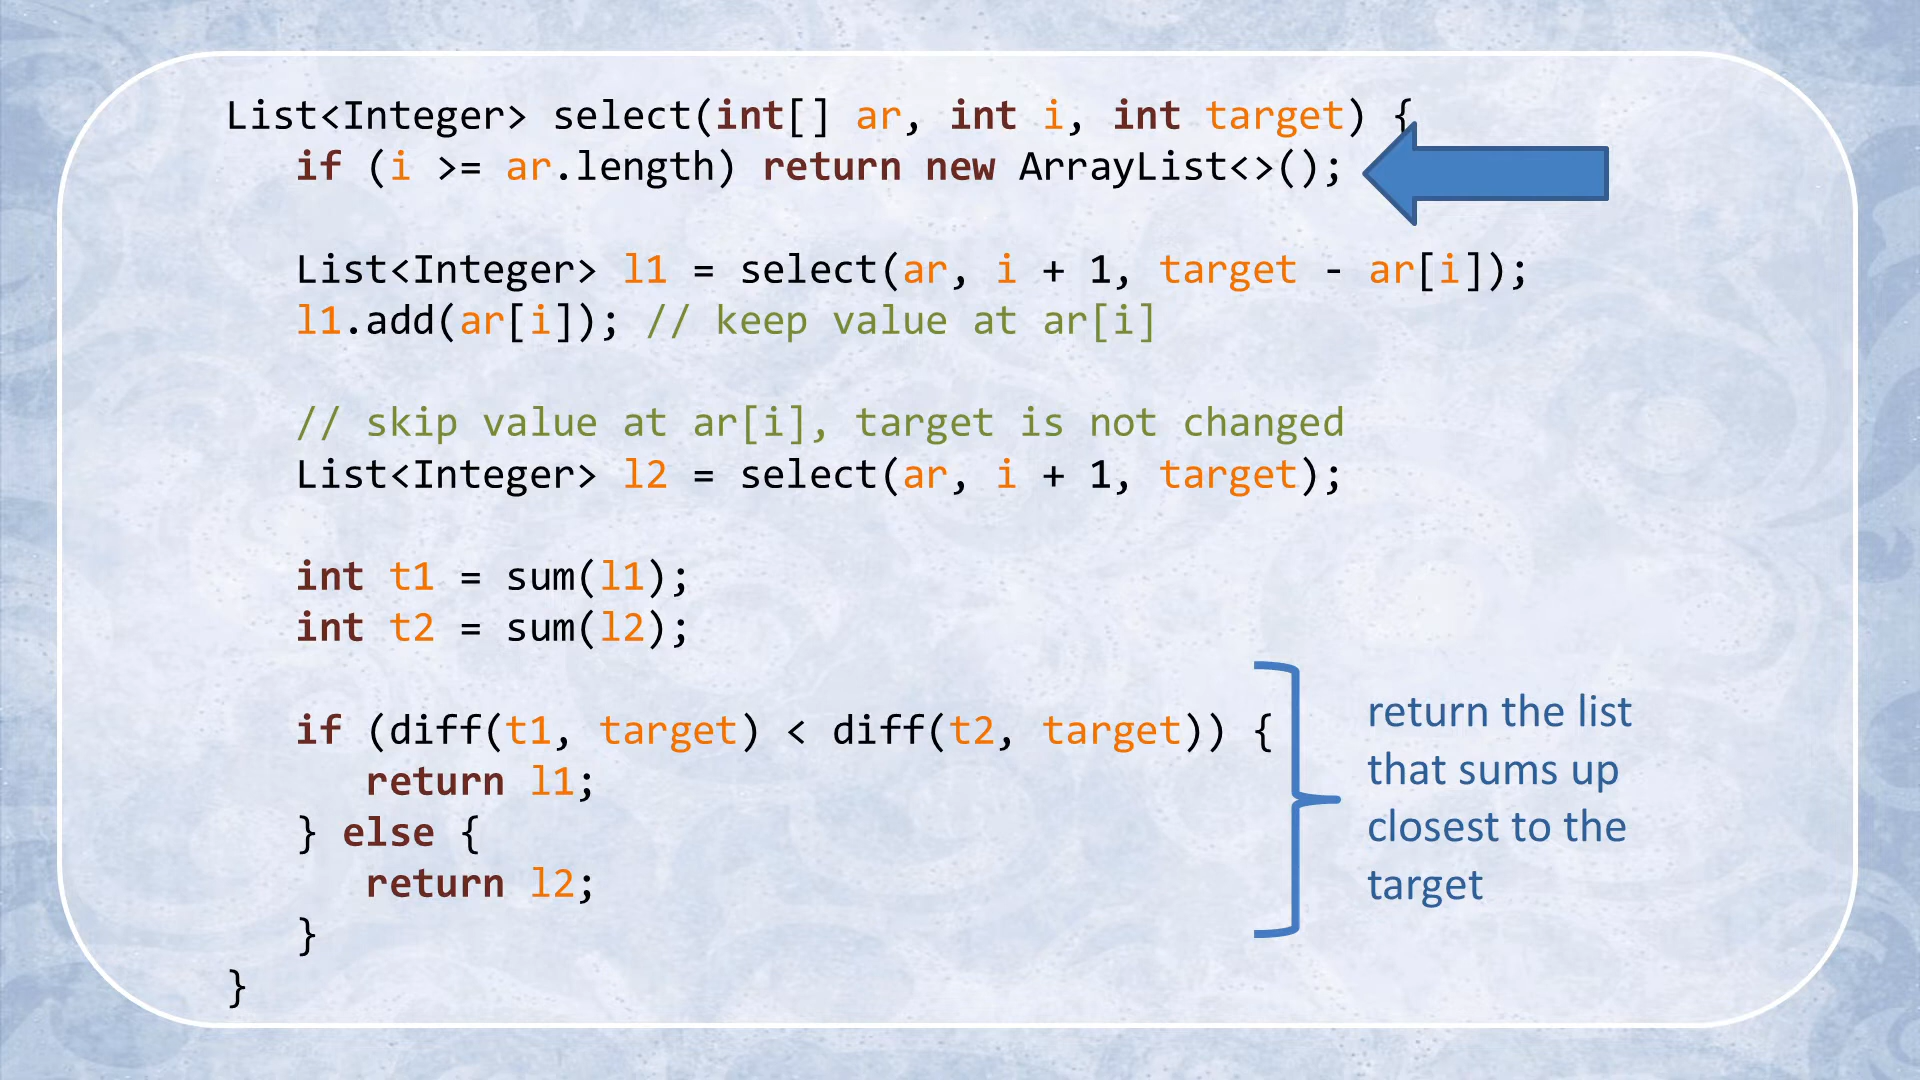 List<Integer> select(int[] ar, int i, int target) {
if (i >= ar.length) return new ArrayList<>();
List<Integer> l1 = select(ar, i + 1, target - ar[i]);
l1.add(ar[i]); // keep value at ar[i]
// skip value at ar[i], target is not changed
List<Integer> l2 = select(ar, i + 1, target);
int t1 = sum(l1);
int t2 = sum(l2);
if (diff(t1, target) < diff(t2, target)) {
return l1;
} else {
return l2;
}
}
return the list
that sums up
closest to the
target